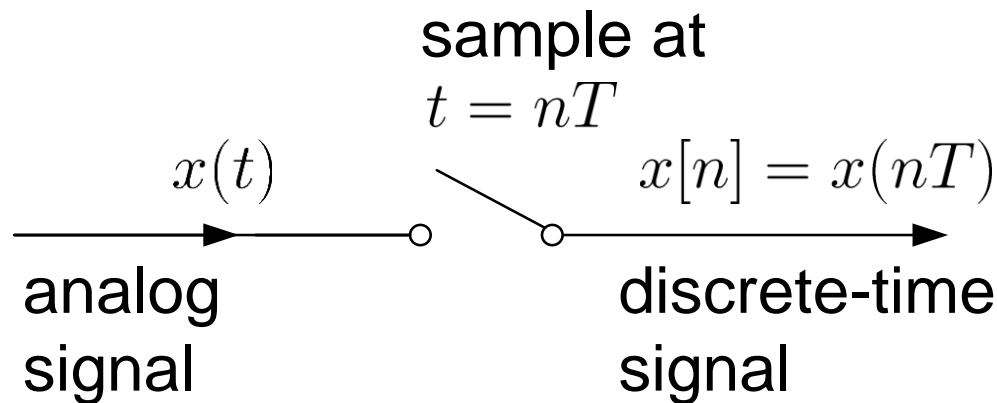 sample at
t = nT
x(t)
x[n] = x(nT)
analog
signal
discrete-time
signal